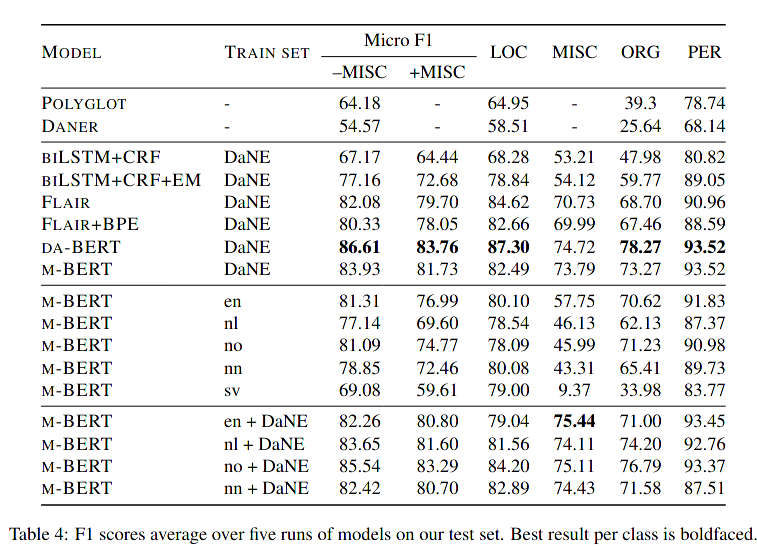 Micro F1
MODEL TRAIN SET –MISC +MISC LOC MISC ORG PER
POLYGLOT - 64.18 - 64.95 - 39.3 78.74
DANER - 54.57 - 58.51 - 25.64 68.14
BILSTM+CRF DaNE 67.17 64.44 68.28 53.21 47.98 80.82
BILSTM+CRF+EM DaNE 77.16 72.68 78.84 54.12 59.77 89.05
FLAIR DaNE 82.08 79.70 84.62 70.73 68.70 90.96
FLAIR+BPE DaNE 80.33 78.05 82.66 69.99 67.46 88.59
DA-BERT DaNE 86.61 83.76 87.30 74.72 78.27 93.52
M-BERT DaNE 83.93 81.73 82.49 73.79 73.27 93.52
M-BERT en 81.31 76.99 80.10 57.75 70.62 91.83
M-BERT nl 77.14 69.60 78.54 46.13 62.13 87.37
M-BERT no 81.09 74.77 78.09 45.99 71.23 90.98
M-BERT nn 78.85 72.46 80.08 43.31 65.41 89.73
M-BERT sv 69.08 59.61 79.00 9.37 33.98 83.77
M-BERT en + DaNE 82.26 80.80 79.04 75.44 71.00 93.45
M-BERT nl + DaNE 83.65 81.60 81.56 74.11 74.20 92.76
M-BERT no + DaNE 85.54 83.29 84.20 75.11 76.79 93.37
M-BERT nn + DaNE 82.42 80.70 82.89 74.43 71.58 87.51
Table 4: F1 scores average over five runs of models on our test set. Best result per class is boldfaced.